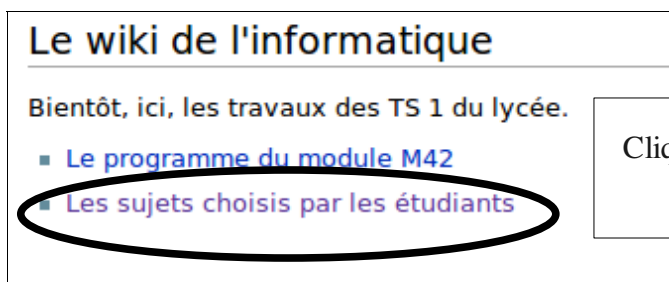 Le wiki de l'informatique
Bientôt, ici, les travaux des TS 1 du lycée.
Le programme du module M42
Les sujets choisis par les étudiants